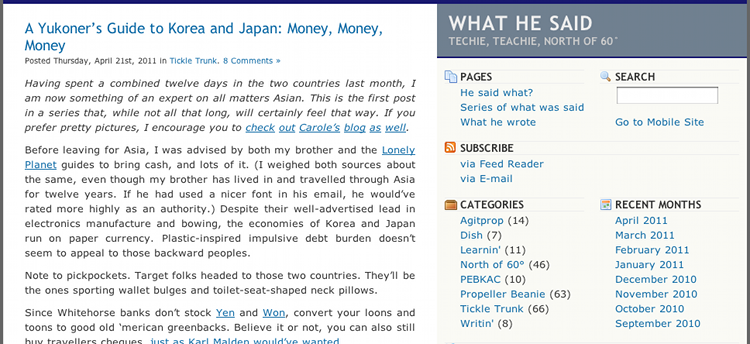 A Yukoner's Guide to Korea and Japan: Money, Money,
Money
Posted Thursday, April 21st, 2011 in Tickle Trunk. 8 Comments »
Having spent a combined twelve days in the two countries last month, I
am now something of an expert on all matters Asian. This is the first post
in a series that, while not all that long, will certainly feel that way. If you
prefer pretty pictures, I encourage you to check out Carole's blog as well.
Before leaving for Asia, I was advised by both my brother and the Lonely
Planet guides to bring cash, and lots of it. (I weighed both sources about
the same, even though my brother has lived in and travelled through Asia
for twelve years. If he had used a nicer font in his email, he would've
rated more highly as an authority.) Despite their well-advertised lead in
electronics manufacture and bowing, the economies of Korea and Japan
run on paper currency. Plastic-inspired impulsive debt burden doesn't
seem to appeal to those backward peoples.
Note to pickpockets. Target folks headed to those two countries. They'll be
the ones sporting wallet bulges and toilet-seat-shaped neck pillows.
Since Whitehorse banks don't stock Yen and Won, convert your loons and
toons to good old 'merican greenbacks. Believe it or not, you can also still
buy travellers cheques, just as Karl Malden would've wanted.
WHAT HE SAID
TECHIE, TEACHIE, NORTH OF 60°
PAGES
He said what?
Series of what was said
What he wrote
SEARCH
Go to Mobile Site
SUBSCRIBE
via Feed Reader
via E-mail
CATEGORIES
Agitprop (14)
Dish (7)
Learnin' (11)
North of 60° (46)
PEBKAC (10)
Propeller Beanie (63)
Tickle Trunk (66)
Writin' (8)
RECENT MONTHS
April 2011
March 2011
February 2011
January 2011
December 2010
November 2010
October 2010
September 2010